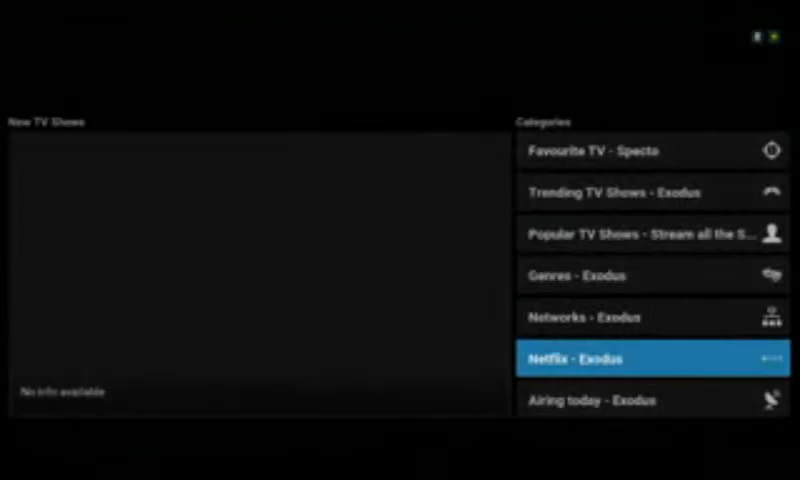 New TV Shows
Categories
Favourite TV - Specto
Trending TV Shows - Exodus
Popular TV Shows - Stream all the S...
Genres - Exodus
Networks - Exodus
Netflix - Exodus
Airing today - Exodus
No info available